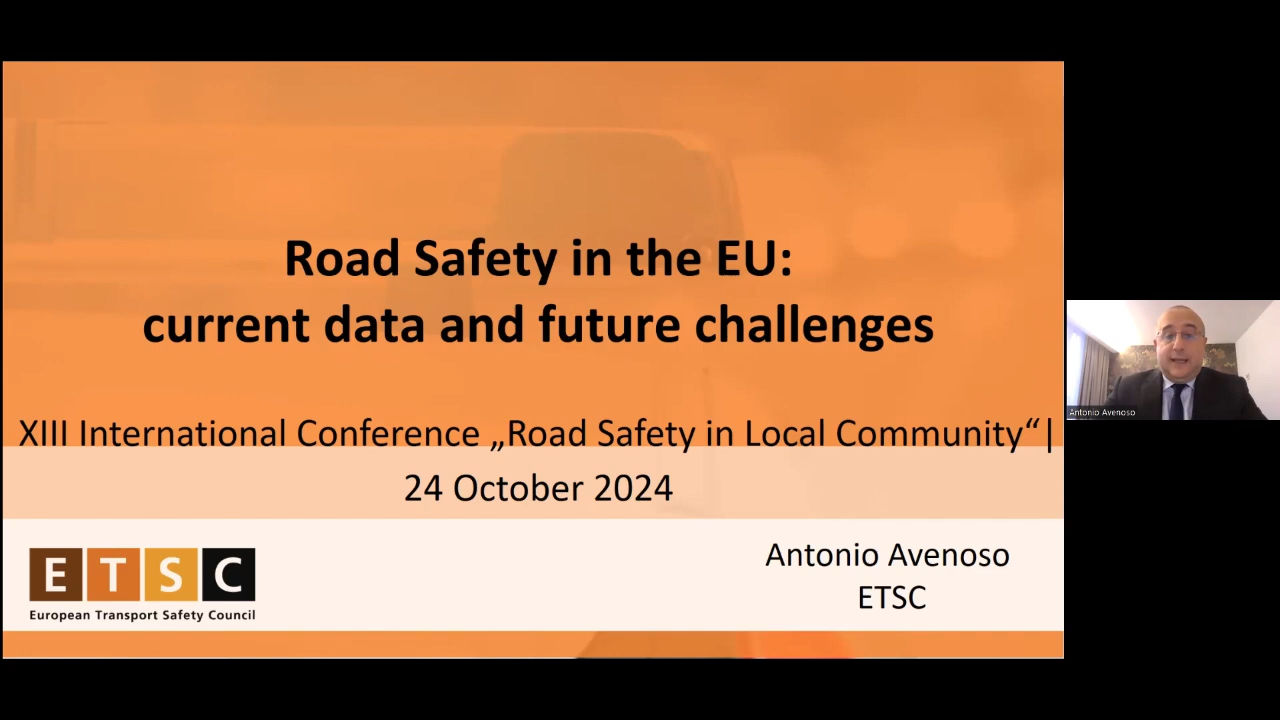 Road Safety in the EU:
current data and future challenges
XIII International Conference „Road Safety in Local Community“|
24 October 2024
Antonio Avenoso
ETSC
E T S C
European Transport Safety Council
Antonio Avenoso